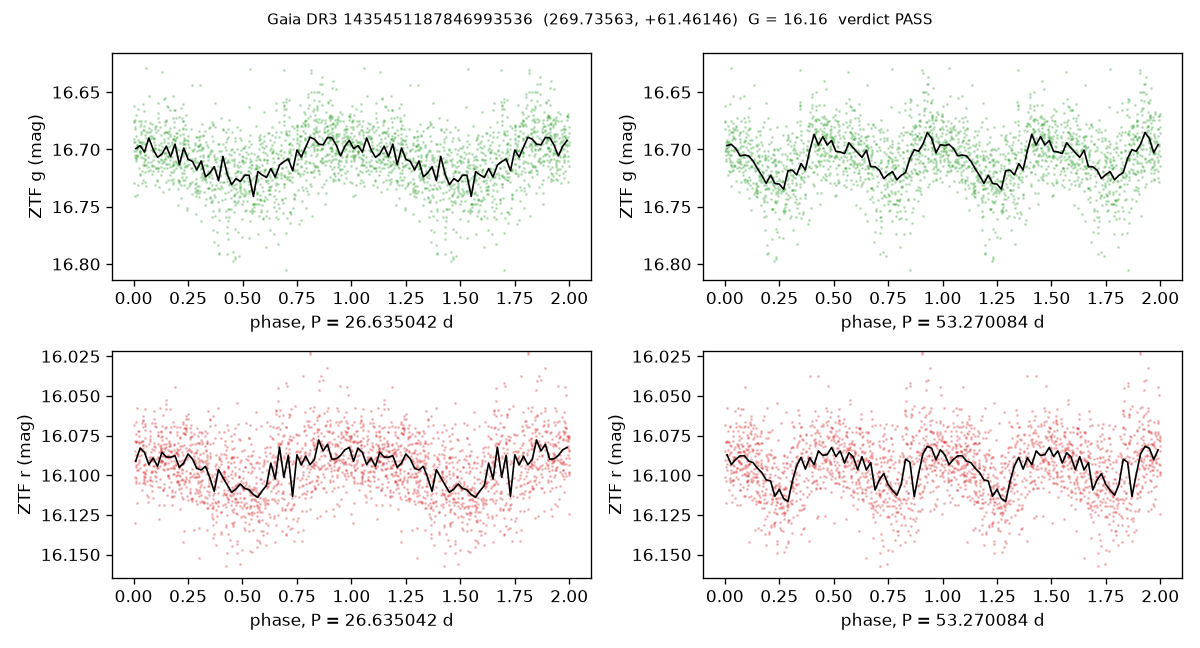 Gaia DR3 1435451187846993536 (269.73563, +61.46146) G = 16.16 verdict PASS
ZTF g (mag)
16.65
16.70
16.75
16.80
0.00 0.25 0.50 0.75 1.00 1.25 1.50 1.75 2.00
phase, P = 26.635042 d
ZTF g (mag)
16.65
16.70
16.75
16.80
0.00 0.25 0.50 0.75 1.00 1.25 1.50 1.75 2.00
phase, P = 53.270084 d
ZTF r (mag)
16.025
16.050
16.075
16.100
16.125
16.150
0.00 0.25 0.50 0.75 1.00 1.25 1.50 1.75 2.00
phase, P = 26.635042 d
ZTF r (mag)
16.025
16.050
16.075
16.100
16.125
16.150
0.00 0.25 0.50 0.75 1.00 1.25 1.50 1.75 2.00
phase, P = 53.270084 d